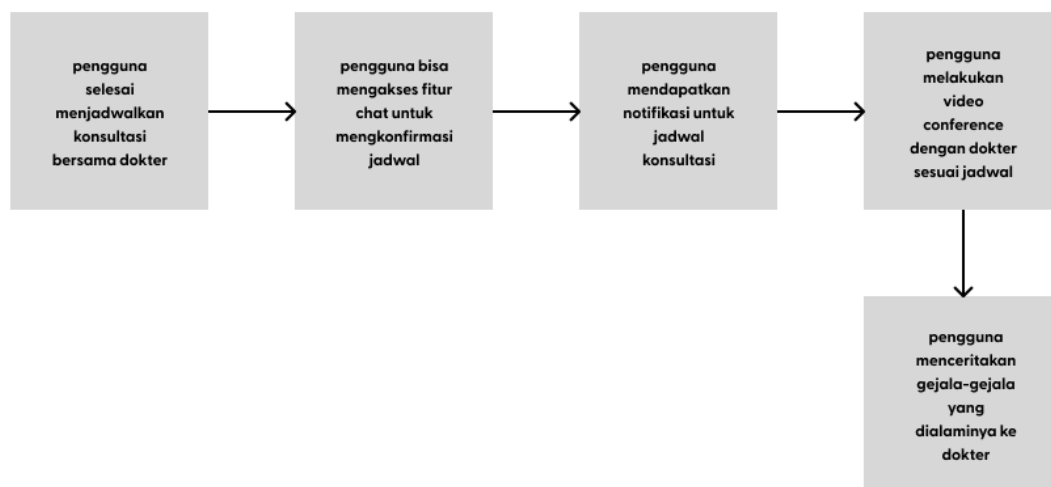 pengguna
selesai
menjadwalkan
konsultasi
bersama dokter
pengguna bisa
mengakses fitur
chat untuk
mengkonfirmasi
jadwal
pengguna
mendapatkan
notifikasi untuk
jadwal
konsultasi
pengguna
melakukan
video
conference
dengan dokter
sesuai jadwal
pengguna
menceritakan
gejala-gejala
yang
dialaminya ke
dokter